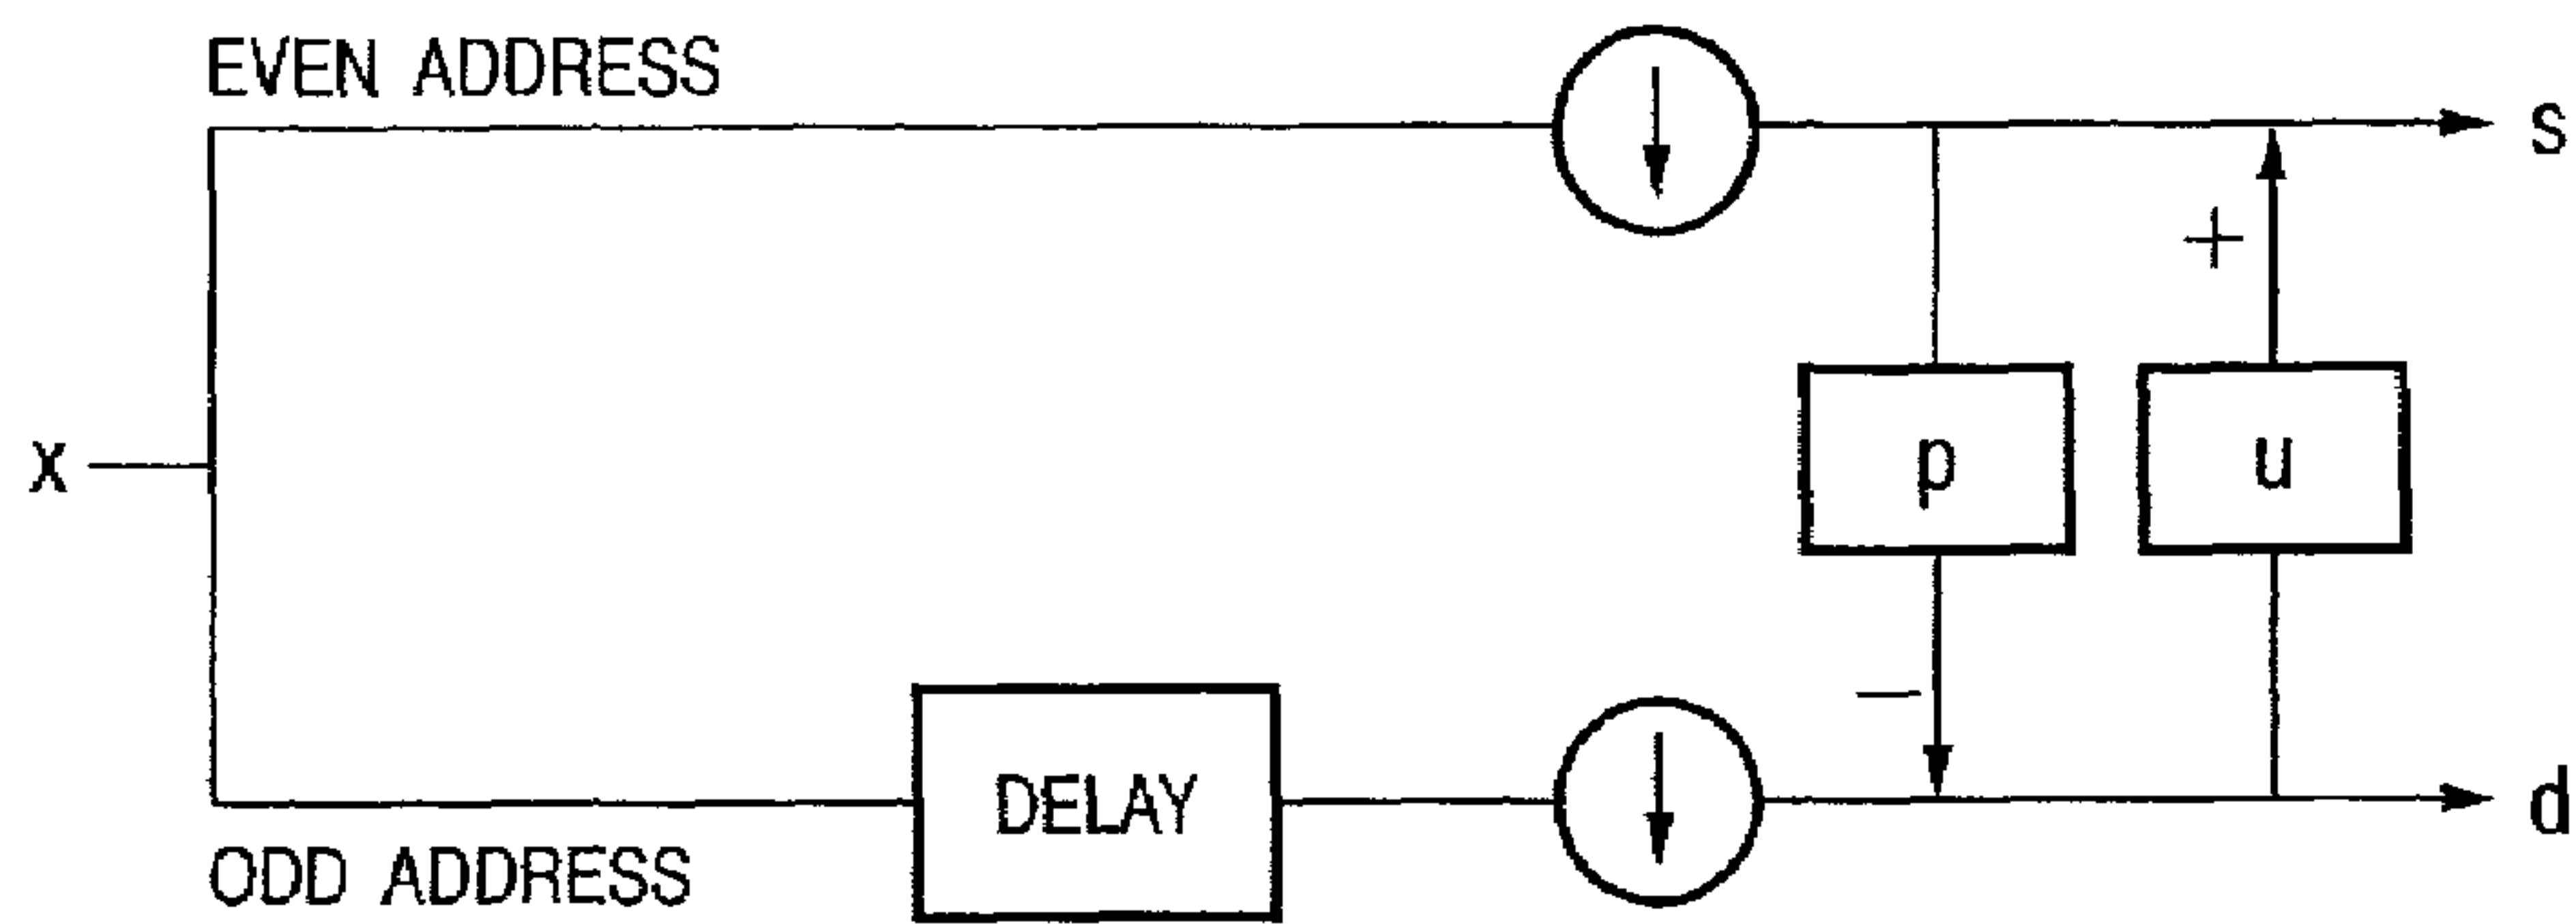 EVEN ADDRESS
s
+
x
p
u
−
DELAY
d
ODD ADDRESS